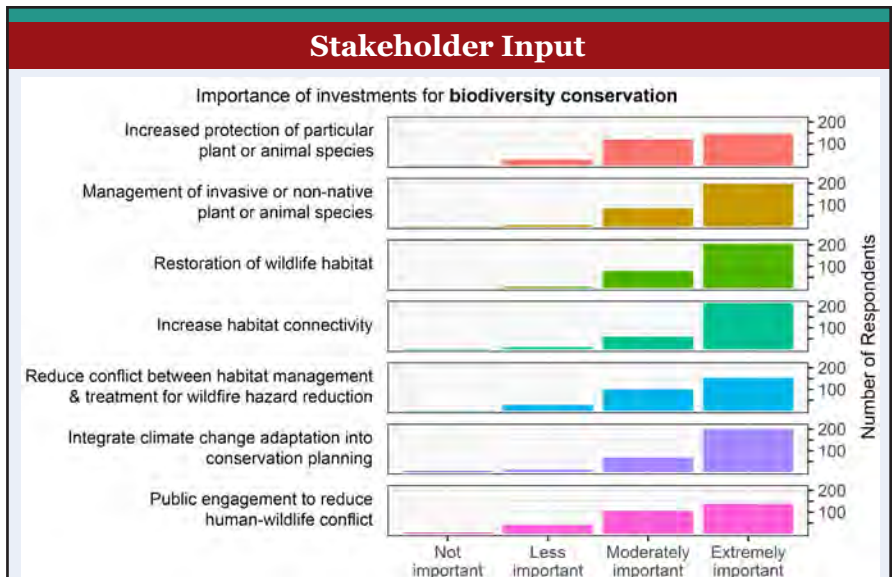 Stakeholder Input
Importance of investments for biodiversity conservation
Increased protection of particular
plant or animal species
200
100
Management of invasive or non-native
plant or animal species
200
100
Restoration of wildlife habitat
200
100
Increase habitat connectivity
200
100
Reduce conflict between habitat management
& treatment for wildfire hazard reduction
200
100
Integrate climate change adaptation into
conservation planning
200
100
Public engagement to reduce
human-wildlife conflict
200
100
Number of Respondents
Not
important
Less
important
Moderately
important
Extremely
important